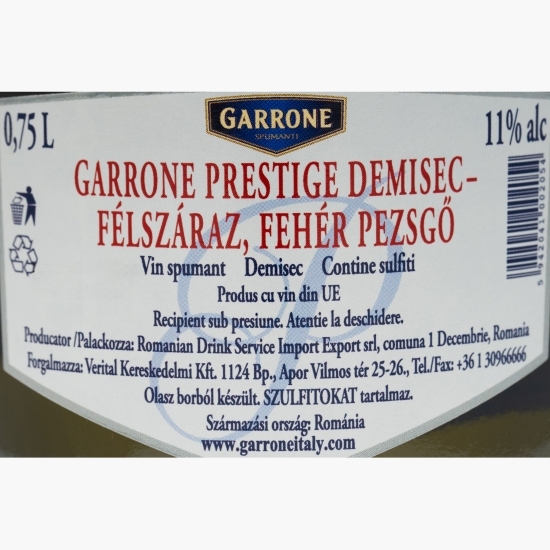 GARRONE
SPUMANTI
0,75 L
11% alc
GARRONE PRESTIGE DEMISEC-
FÉLSZÁRAZ, FEHÉR PEZSGŐ
Vin spumant Demisec Contine sulfiti
Produs cu vin din UE
Recipient sub presiune. Atentie la deschidere.
Producator /Palackozza: Romanian Drink Service Import Export srl, comuna 1 Decembrie, Romania
Forgalmazza: Verital Kereskedelmi Kft. 1124 Bp., Apor Vilmos tér 25-26., Tel./Fax: +36 1 30966666
Olasz borból készült. SZULFITOKAT tartalmaz.
Származási ország: Románia
www.garroneitaly.com
5 942041 002054